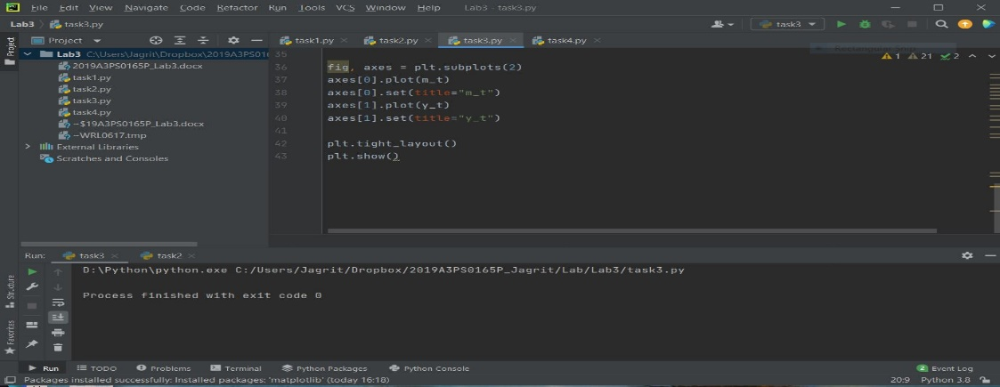 File Edit View Navigate Code Refactor Run Tools VCS Window Help Lab3 - task3.py
Lab3 task3.py task3
Project task1.py task2.py task3.py task4.py
Project
Lab3 C:\Users\Jagrit\Dropbox\2019A3PS01
2019A3PS0165P_Lab3.docx
task1.py
task2.py
task3.py
task4.py
~$19A3PS0165P_Lab3.docx
~WRL0617.tmp
External Libraries
Scratches and Consoles
1 21 2
35
36 fig, axes = plt.subplots(2)
37 axes[0].plot(m_t)
38 axes[0].set(title="m_t")
39 axes[1].plot(y_t)
40 axes[1].set(title="y_t")
41
42 plt.tight_layout()
43 plt.show()
Run: task3 task2
D:\Python\python.exe C:/Users/Jagrit/Dropbox/2019A3PS0165P_Jagrit/Lab/Lab3/task3.py
Process finished with exit code 0
Structure
Favorites
Run TODO Problems Terminal Python Packages Python Console 2 Event Log
Packages installed successfully: Installed packages: 'matplotlib' (today 16:18) 20:9 Python 3.8